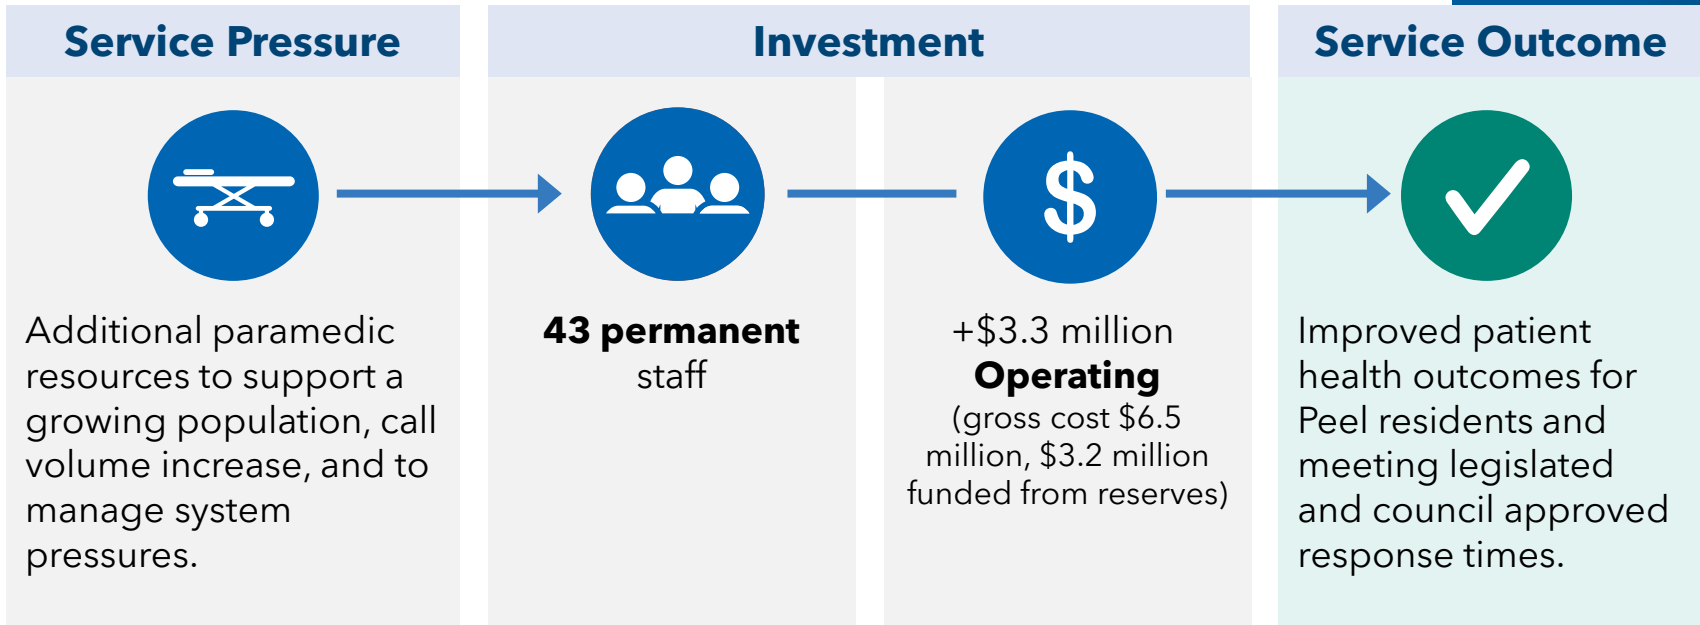 Service Pressure
Investment
Service Outcome
Additional paramedic
resources to support a
growing population, call
volume increase, and to
manage system
pressures.
43 permanent
staff
$
+$3.3 million
Operating
(gross cost $6.5
million, $3.2 million
funded from reserves)
Improved patient
health outcomes for
Peel residents and
meeting legislated
and council approved
response times.